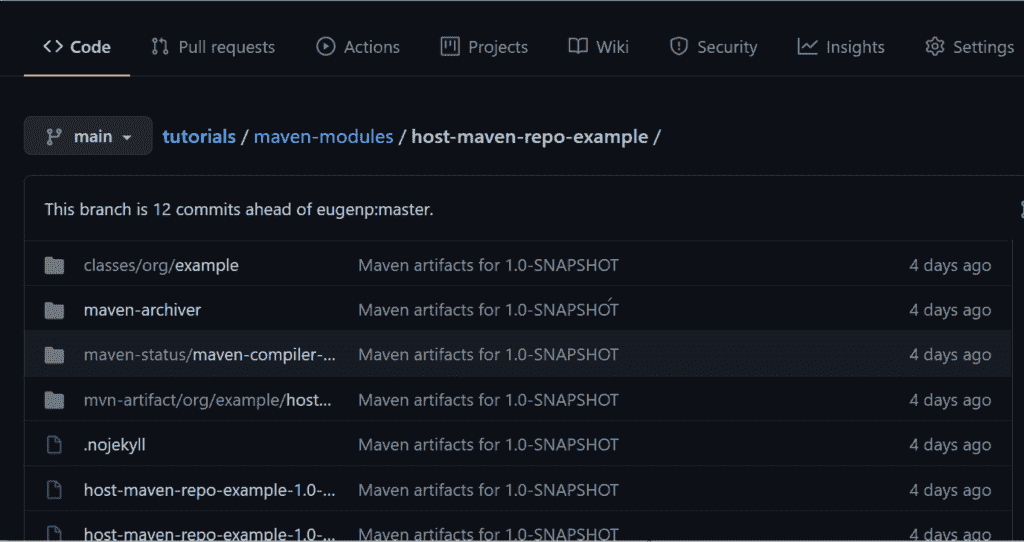 Code Pull requests Actions Projects Wiki Security Insights Settings
main tutorials / maven-modules / host-maven-repo-example /
This branch is 12 commits ahead of eugenp:master.
classes/org/example Maven artifacts for 1.0-SNAPSHOT 4 days ago
maven-archiver Maven artifacts for 1.0-SNAPSHOT 4 days ago
maven-status/maven-compiler-... Maven artifacts for 1.0-SNAPSHOT 4 days ago
mvn-artifact/org/example/host... Maven artifacts for 1.0-SNAPSHOT 4 days ago
.nojekyll Maven artifacts for 1.0-SNAPSHOT 4 days ago
host-maven-repo-example-1.0-... Maven artifacts for 1.0-SNAPSHOT 4 days ago
host-maven-repo-example-1.0-... Maven artifacts for 1.0-SNAPSHOT 4 days ago